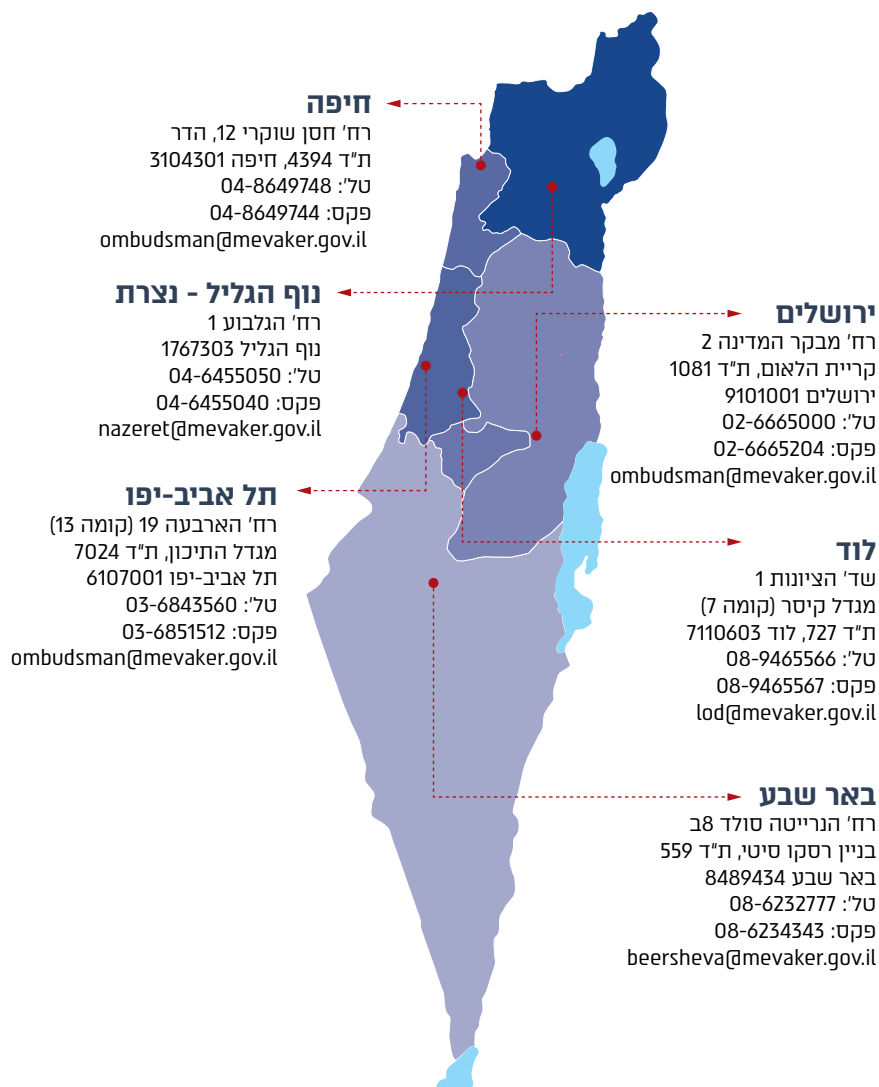 חיפה
רח' חסן שוקרי 12, הדר
ת"ד 4394, חיפה 3104301
טל': 04-8649748
פקס: 04-8649744
ombudsman@mevaker.gov.il
נוף הגליל - נצרת
רח' הגלבוע 1
נוף הגליל 1767303
טל': 04-6455050
פקס: 04-6455040
nazeret@mevaker.gov.il
תל אביב-יפו
רח' הארבעה 19 (קומה 13)
מגדל התיכון, ת"ד 7024
תל אביב-יפו 6107001
טל': 03-6843560
פקס: 03-6851512
ombudsman@mevaker.gov.il
ירושלים
רח' מבקר המדינה 2
קריית הלאום, ת"ד 1081
ירושלים 9101001
טל': 02-6665000
פקס: 02-6665204
ombudsman@mevaker.gov.il
לוד
שד' הציונות 1
מגדל קיסר (קומה 7)
ת"ד 727, לוד 7110603
טל': 08-9465566
פקס: 08-9465567
lod@mevaker.gov.il
באר שבע
רח' הנרייטה סולד 8ב
בניין רסקו סיטי, ת"ד 559
באר שבע 8489434
טל': 08-6232777
פקס: 08-6234343
beersheva@mevaker.gov.il